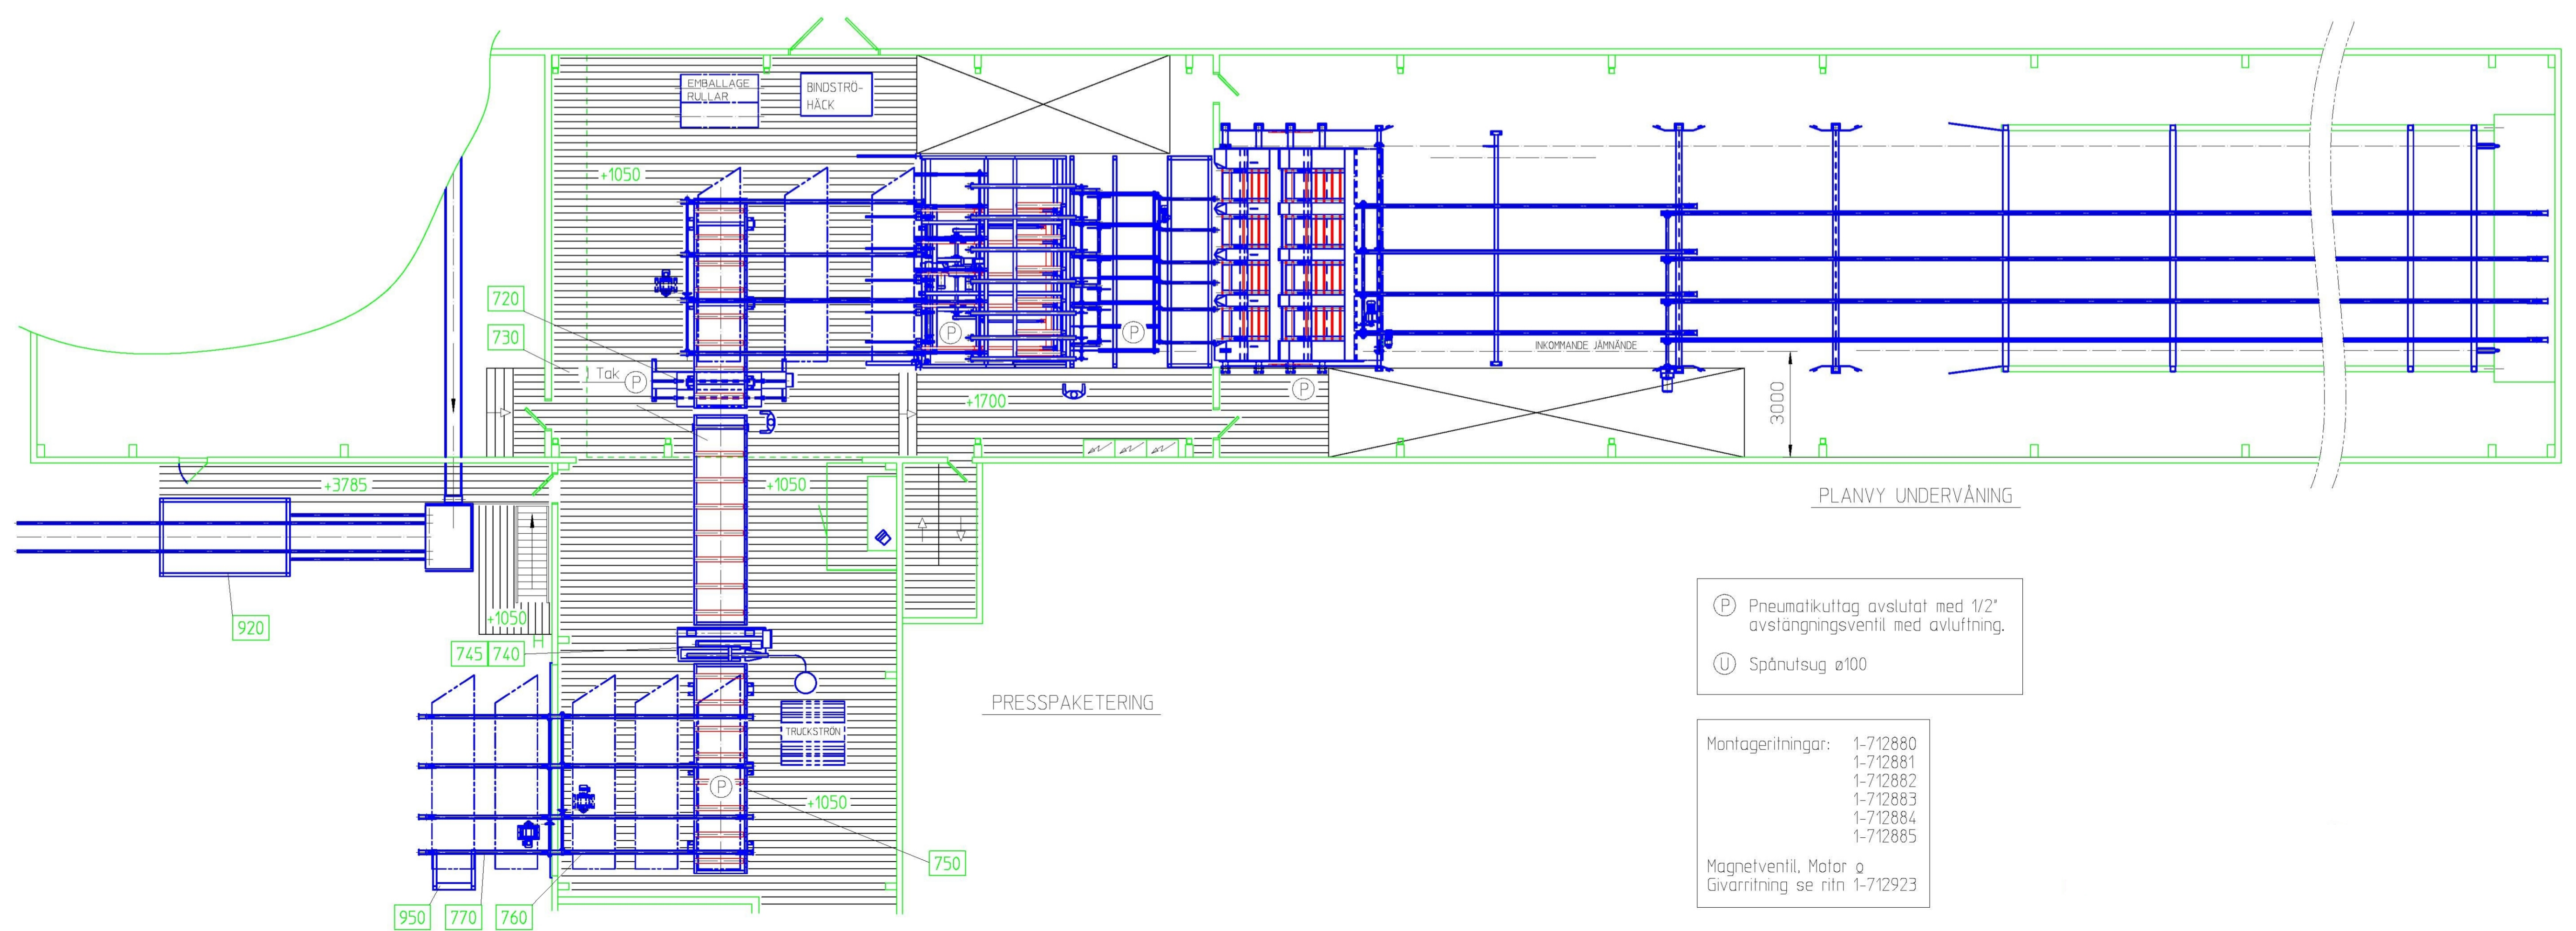 EMBALLAGE
RULLAR
BINDSTRÖ-
HÄCK
+1050
720
730
Tak
P
P
P
P
+1700
INKOMMANDE JÄMNÄNDE
3000
+3785
+1050
PLANVY UNDERVÅNING
920
+1050
H
745 740
PRESSPAKETERING
TRUCKSTRÖN
P
+1050
750
950 770 760
P Pneumatikuttag avslutat med 1/2"
avstängningsventil med avluftning.
U Spånutsug ø100
Montageritningar: 1-712880
1-712881
1-712882
1-712883
1-712884
1-712885
Magnetventil, Motor o
Givarritning se ritn 1-712923